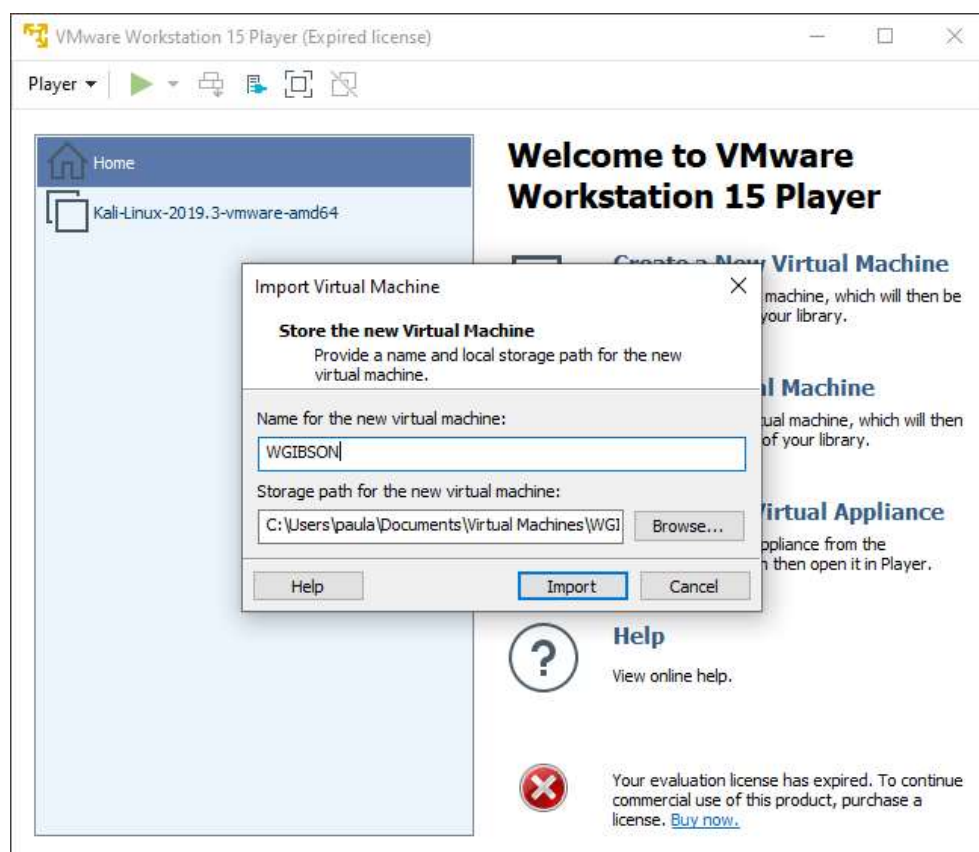 VMware Workstation 15 Player (Expired license)
Player
Home
Kali-Linux-2019.3-vmware-amd64
Welcome to VMware
Workstation 15 Player
Create a New Virtual Machine
machine, which will then be
your library.
Import Virtual Machine
Store the new Virtual Machine
Provide a name and local storage path for the new
virtual machine.
Name for the new virtual machine:
WGIBSON
Storage path for the new virtual machine:
C:\Users\paula\Documents\Virtual Machines\WGI
Browse...
Help
Import
Cancel
Machine
machine, which will then
of your library.
Virtual Appliance
appliance from the
then open it in Player.
Help
View online help.
Your evaluation license has expired. To continue
commercial use of this product, purchase a
license. Buy now.